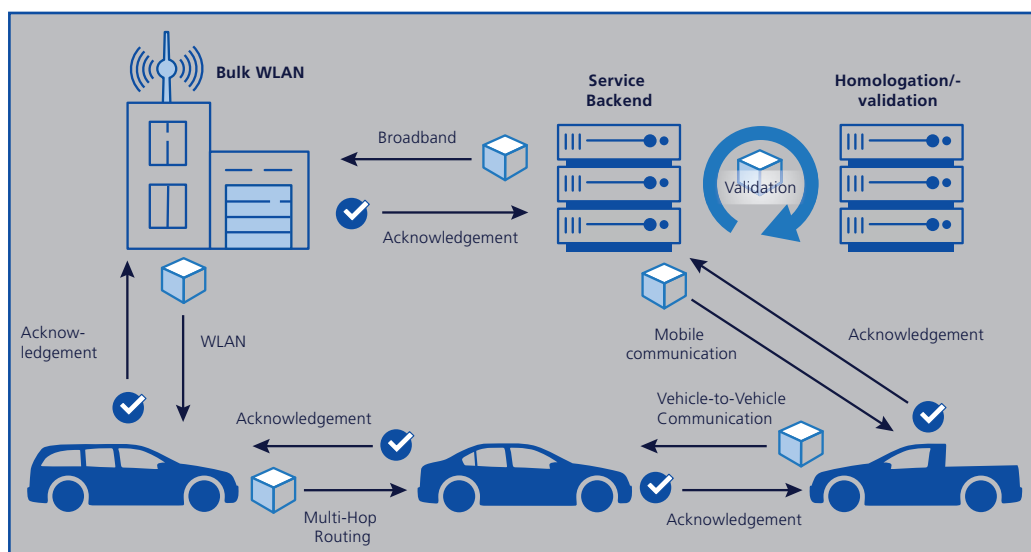 Bulk WLAN
Service
Backend
Homologation/-
validation
Broadband
Validation
Acknowledgement
Acknow-
ledgement
WLAN
Mobile
communication
Acknowledgement
Vehicle-to-Vehicle
Communication
Acknowledgement
Multi-Hop
Routing
Acknowledgement